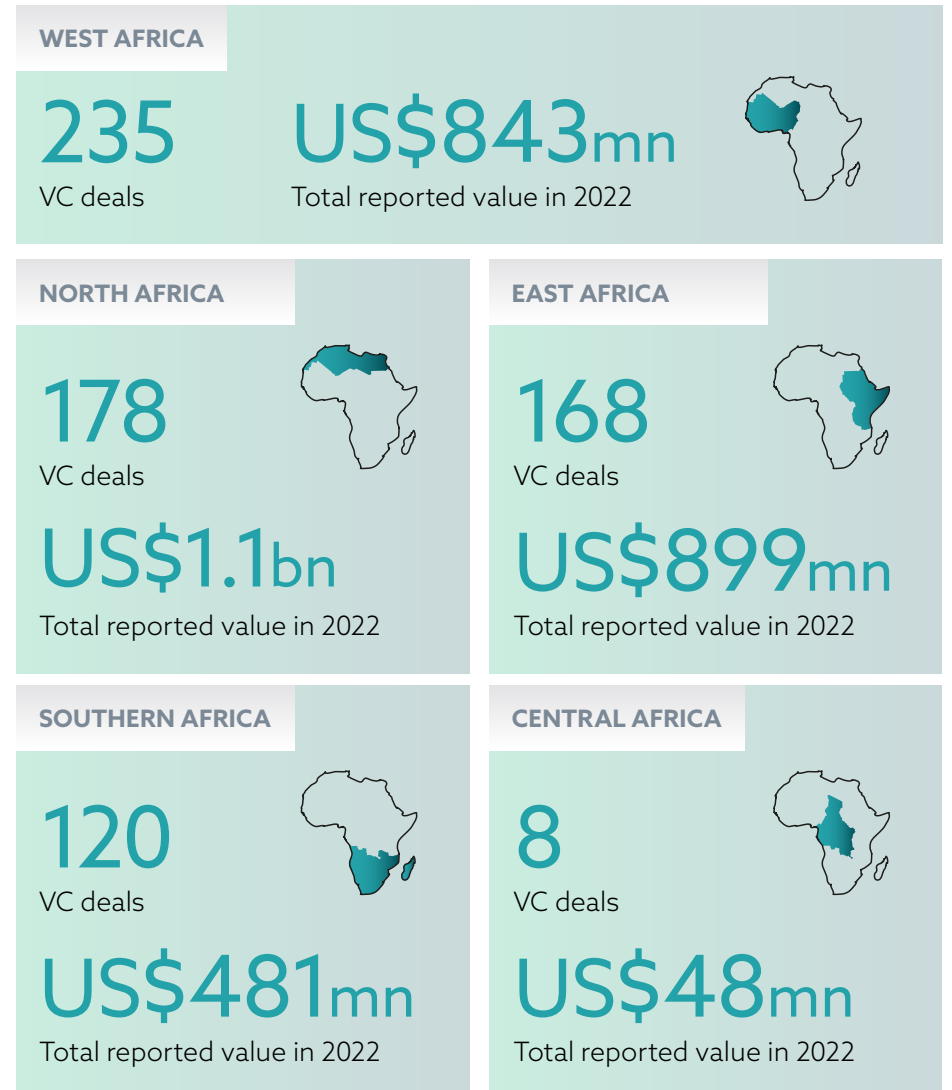 WEST AFRICA
235
VC deals
US$843mn
Total reported value in 2022
NORTH AFRICA
178
VC deals
US$1.1bn
Total reported value in 2022
EAST AFRICA
168
VC deals
US$899mn
Total reported value in 2022
SOUTHERN AFRICA
120
VC deals
US$481mn
Total reported value in 2022
CENTRAL AFRICA
8
VC deals
US$48mn
Total reported value in 2022